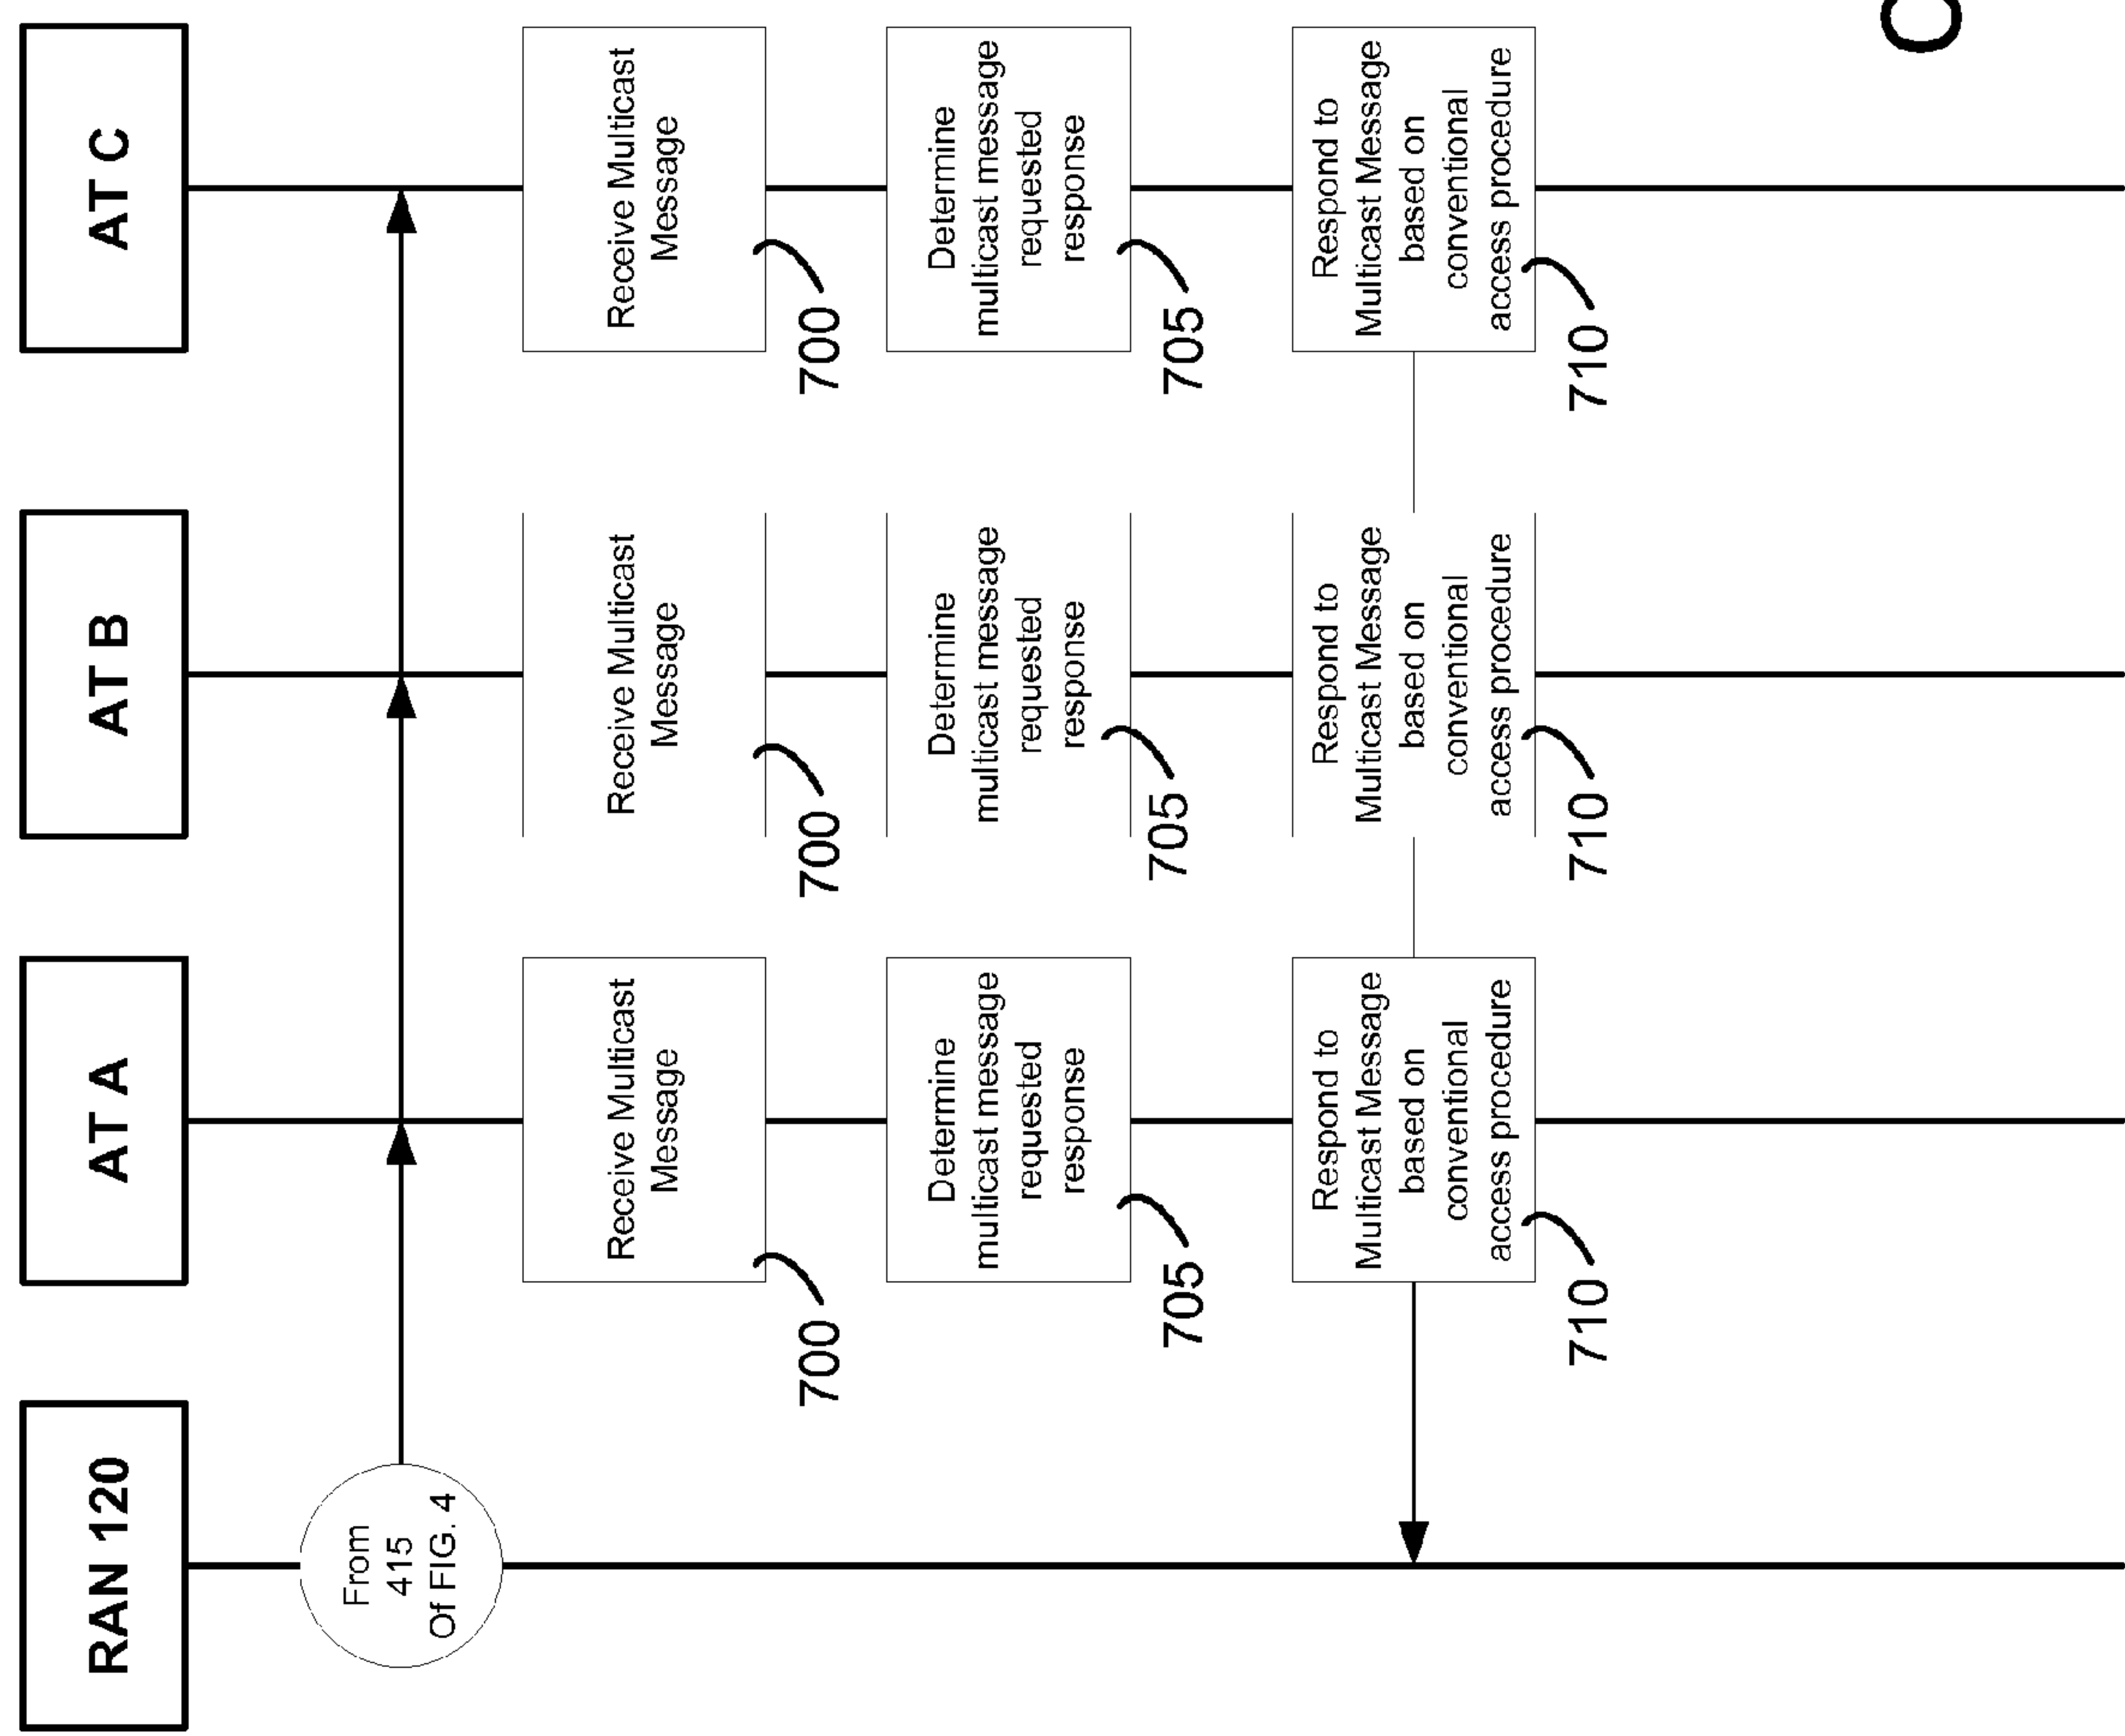 RAN 120
AT A
AT B
AT C
From
415
Of FIG. 4
Receive Multicast
Message
700
Receive Multicast
Message
700
Receive Multicast
Message
700
Determine
multicast message
requested
response
705
Determine
multicast message
requested
response
705
Determine
multicast message
requested
response
705
Respond to
Multicast Message
based on
conventional
access procedure
710
Respond to
Multicast Message
based on
conventional
access procedure
710
Respond to
Multicast Message
based on
conventional
access procedure
710